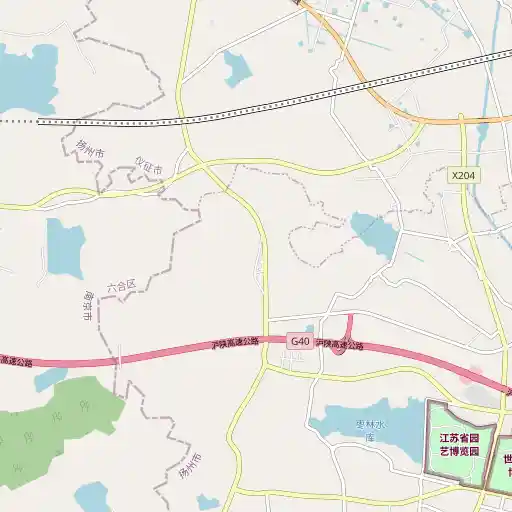 扬州市
仪征市
X204
六合区
南京市
沪陕高速公路
G40
沪陕高速公路
高速公路
枣林水
库
江苏省园
艺博览园
世
博
扬州市